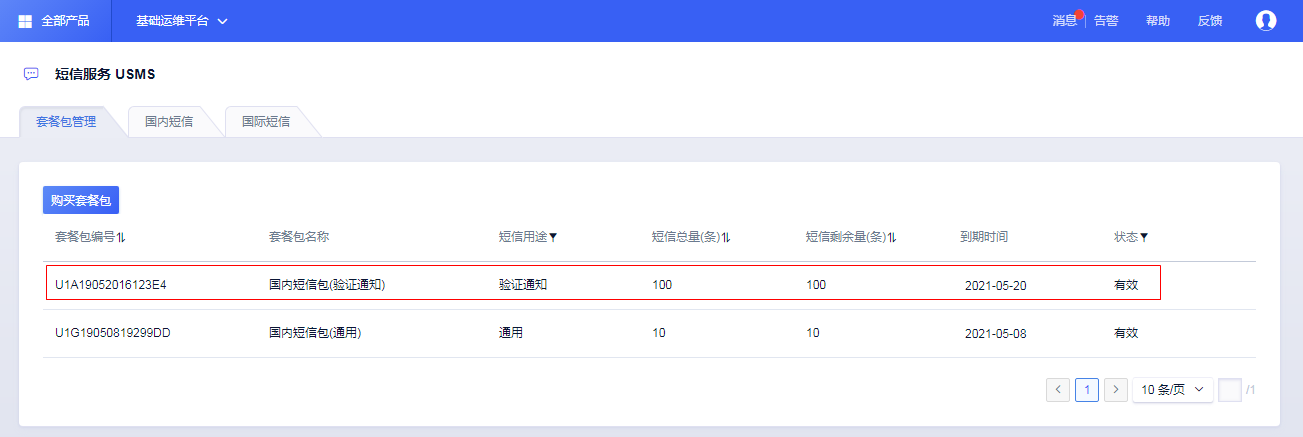 全部产品 基础运维平台 消息 告警 帮助 反馈
短信服务 USMS
套餐包管理 国内短信 国际短信
购买套餐包
套餐包编号 套餐包名称 短信用途 短信总量(条) 短信剩余量(条) 到期时间 状态
U1A19052016123E4 国内短信包(验证通知) 验证通知 100 100 2021-05-20 有效
U1G19050819299DD 国内短信包(通用) 通用 10 10 2021-05-08 有效
1 10 条/页 /1